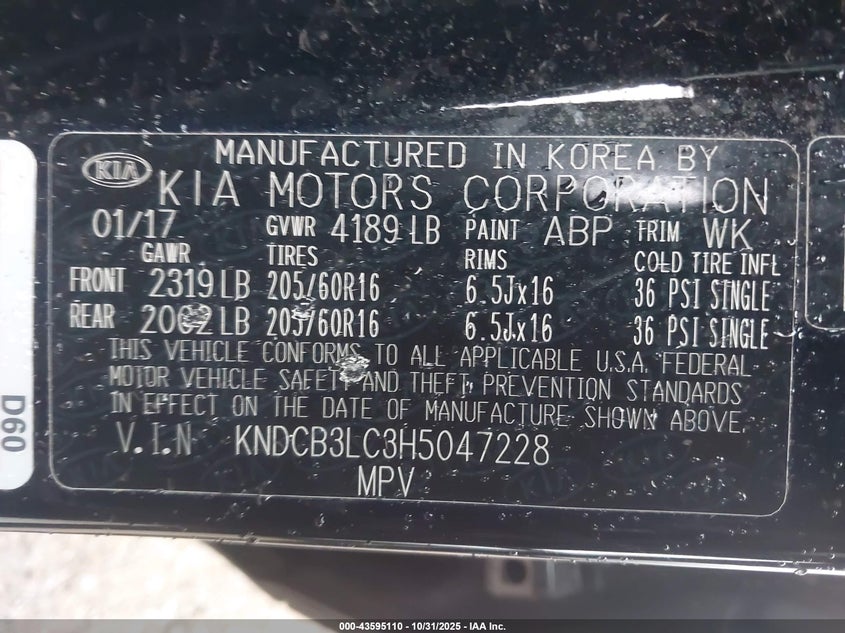 MANUFACTURED IN KOREA BY
KIA KIA MOTORS CORPORATION
01/17 GVWR 4189 LB PAINT ABP TRIM WK
GAWR TIRES RIMS COLD TIRE INFL
FRONT 2319 LB 205/60R16 6.5Jx16 36 PSI SINGLE
REAR LB 205/60R16 6.5Jx16 36 PSI SINGLE
THIS VEHICLE CONFORMS TO ALL APPLICABLE U.S.A. FEDERAL
MOTOR VEHICLE SAFETY AND THEFT PREVENTION STANDARDS
IN EFFECT ON THE DATE OF MANUFACTURE SHOWN ABOVE.
V.I.N KNDCB3LC3H5047228
MPV
D60
000-43595110 - 10/31/2025 - IAA Inc.